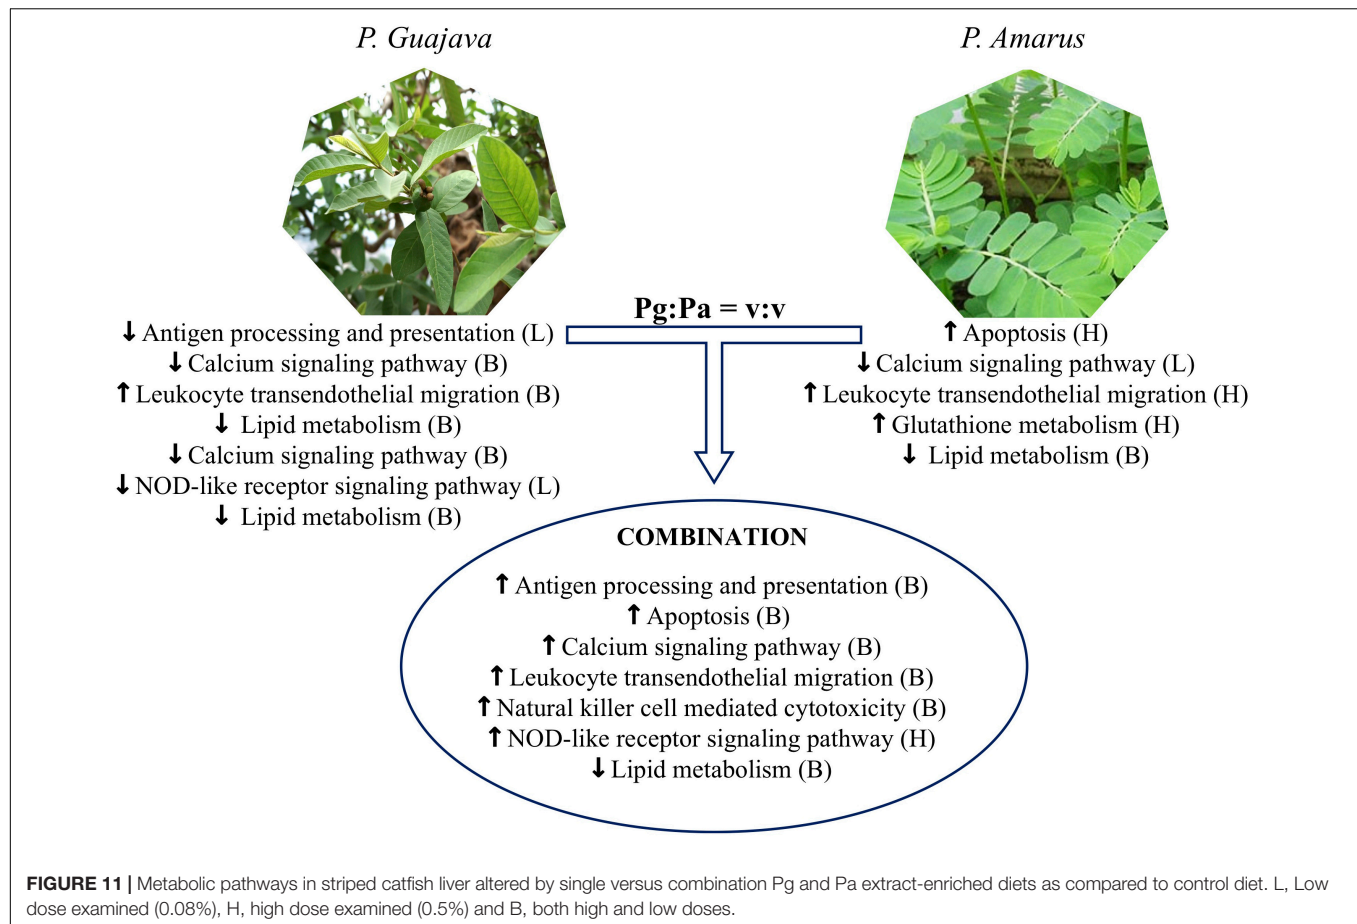 P. Guajava
P. Amarus
Pg:Pa = v:v
↓ Antigen processing and presentation (L)
↓ Calcium signaling pathway (B)
↑ Leukocyte transendothelial migration (B)
↓ Lipid metabolism (B)
↓ Calcium signaling pathway (B)
↓ NOD-like receptor signaling pathway (L)
↓ Lipid metabolism (B)
↑ Apoptosis (H)
↓ Calcium signaling pathway (L)
↑ Leukocyte transendothelial migration (H)
↑ Glutathione metabolism (H)
↓ Lipid metabolism (B)
COMBINATION
↑ Antigen processing and presentation (B)
↑ Apoptosis (B)
↑ Calcium signaling pathway (B)
↑ Leukocyte transendothelial migration (B)
↑ Natural killer cell mediated cytotoxicity (B)
↑ NOD-like receptor signaling pathway (H)
↓ Lipid metabolism (B)
FIGURE 11 | Metabolic pathways in striped catfish liver altered by single versus combination Pg and Pa extract-enriched diets as compared to control diet. L, Low
dose examined (0.08%), H, high dose examined (0.5%) and B, both high and low doses.